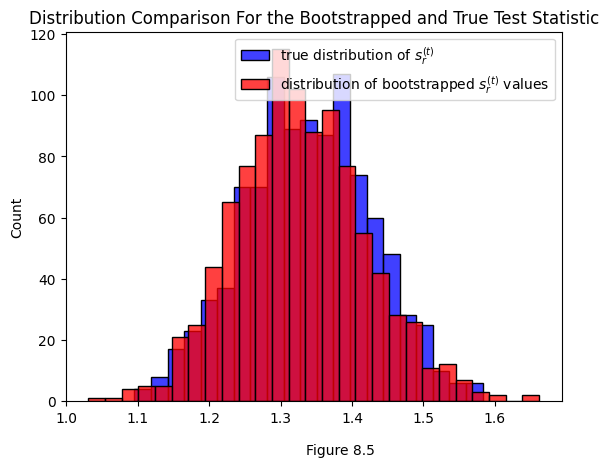 Distribution Comparison For the Bootstrapped and True Test Statistic
true distribution of $s_r^{(t)}$
distribution of bootstrapped $s_r^{(t)}$ values
Count
120
100
80
60
40
20
0
1.0 1.1 1.2 1.3 1.4 1.5 1.6
Figure 8.5